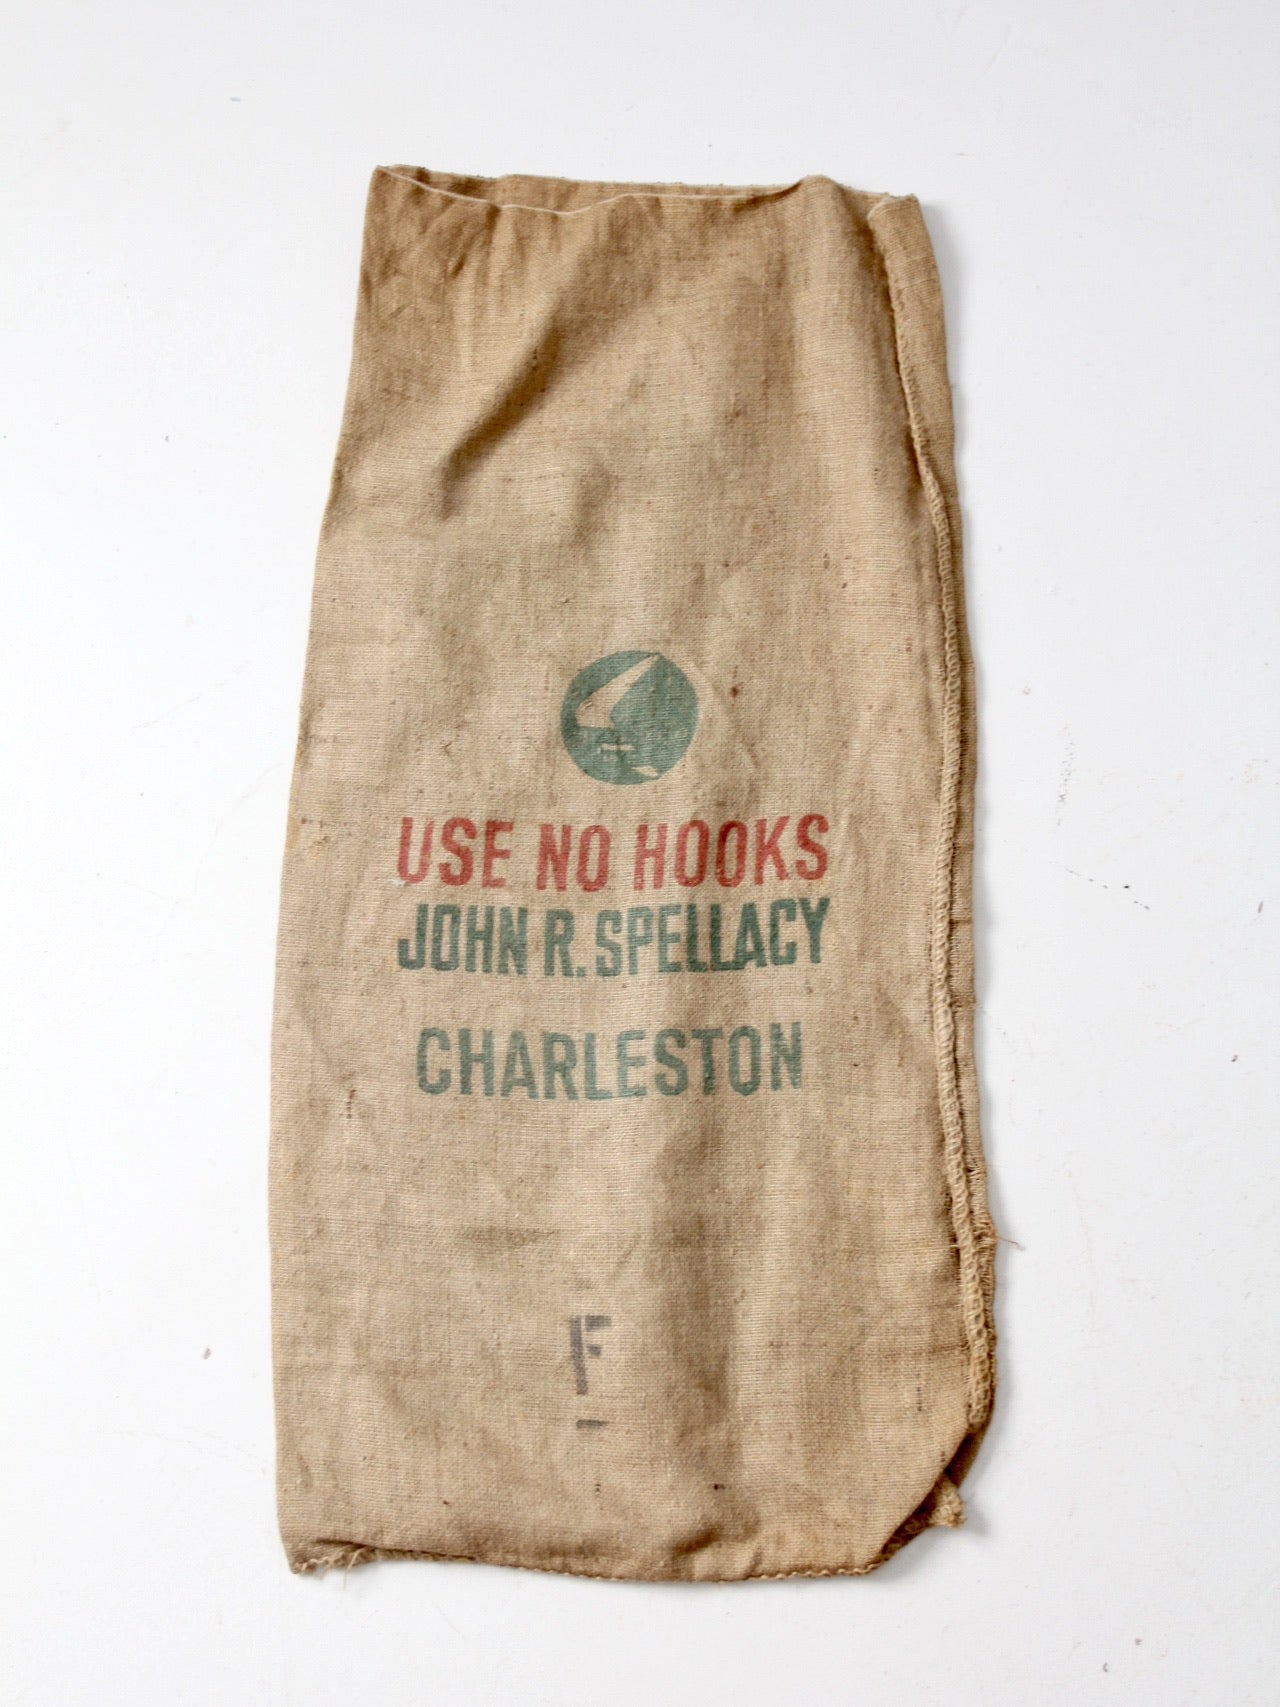 USE NO HOOKS
JOHN R. SPELLACY
CHARLESTON
F